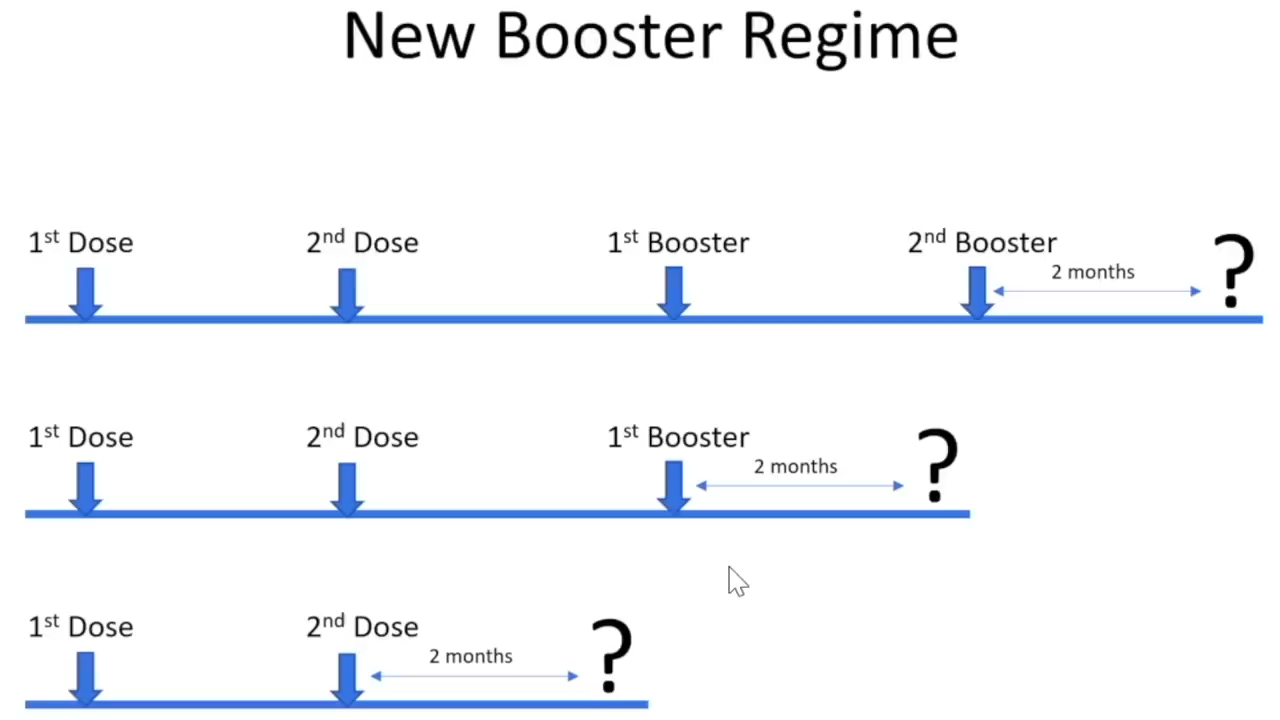 New Booster Regime
1st Dose 2nd Dose 1st Booster 2nd Booster ?
2 months
1st Dose 2nd Dose 1st Booster ?
2 months
1st Dose 2nd Dose ?
2 months